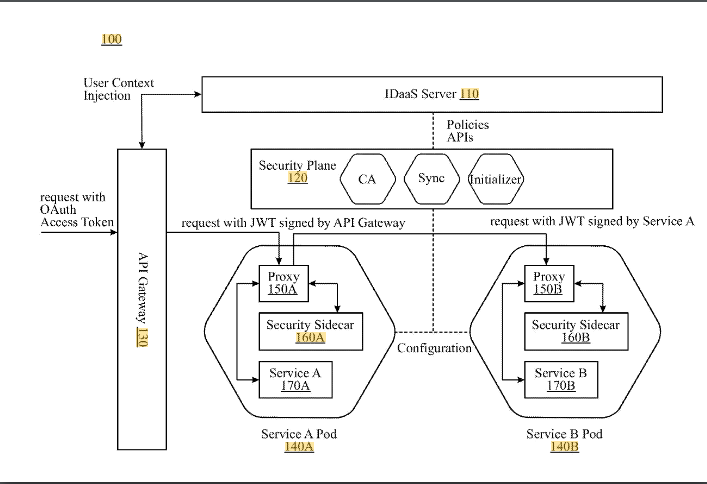 100
User Context
Injection
IDaaS Server 110
Policies
APIs
Security Plane
120
CA
Sync
Initializer
request with
OAuth
Access Token
request with JWT signed by API Gateway
request with JWT signed by Service A
API Gateway 130
Proxy
150A
Security Sidecar
160A
Service A
170A
Configuration
Proxy
150B
Security Sidecar
160B
Service B
170B
Service A Pod
140A
Service B Pod
140B